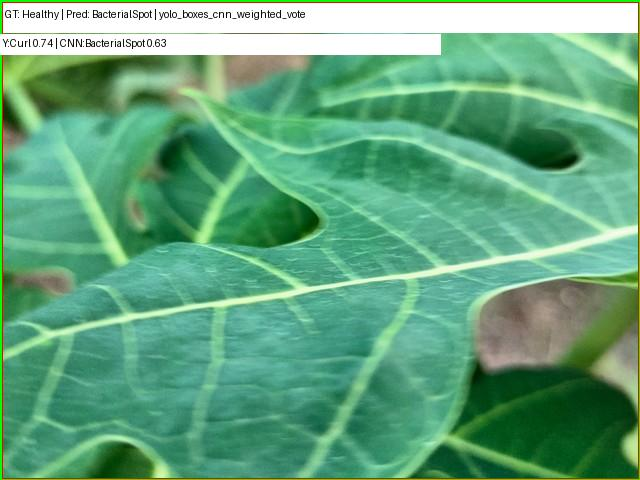 GT: Healthy | Pred: BacterialSpot | yolo_boxes_cnn_weighted_vote
Y:Curl 0.74 | CNN:BacterialSpot 0.63